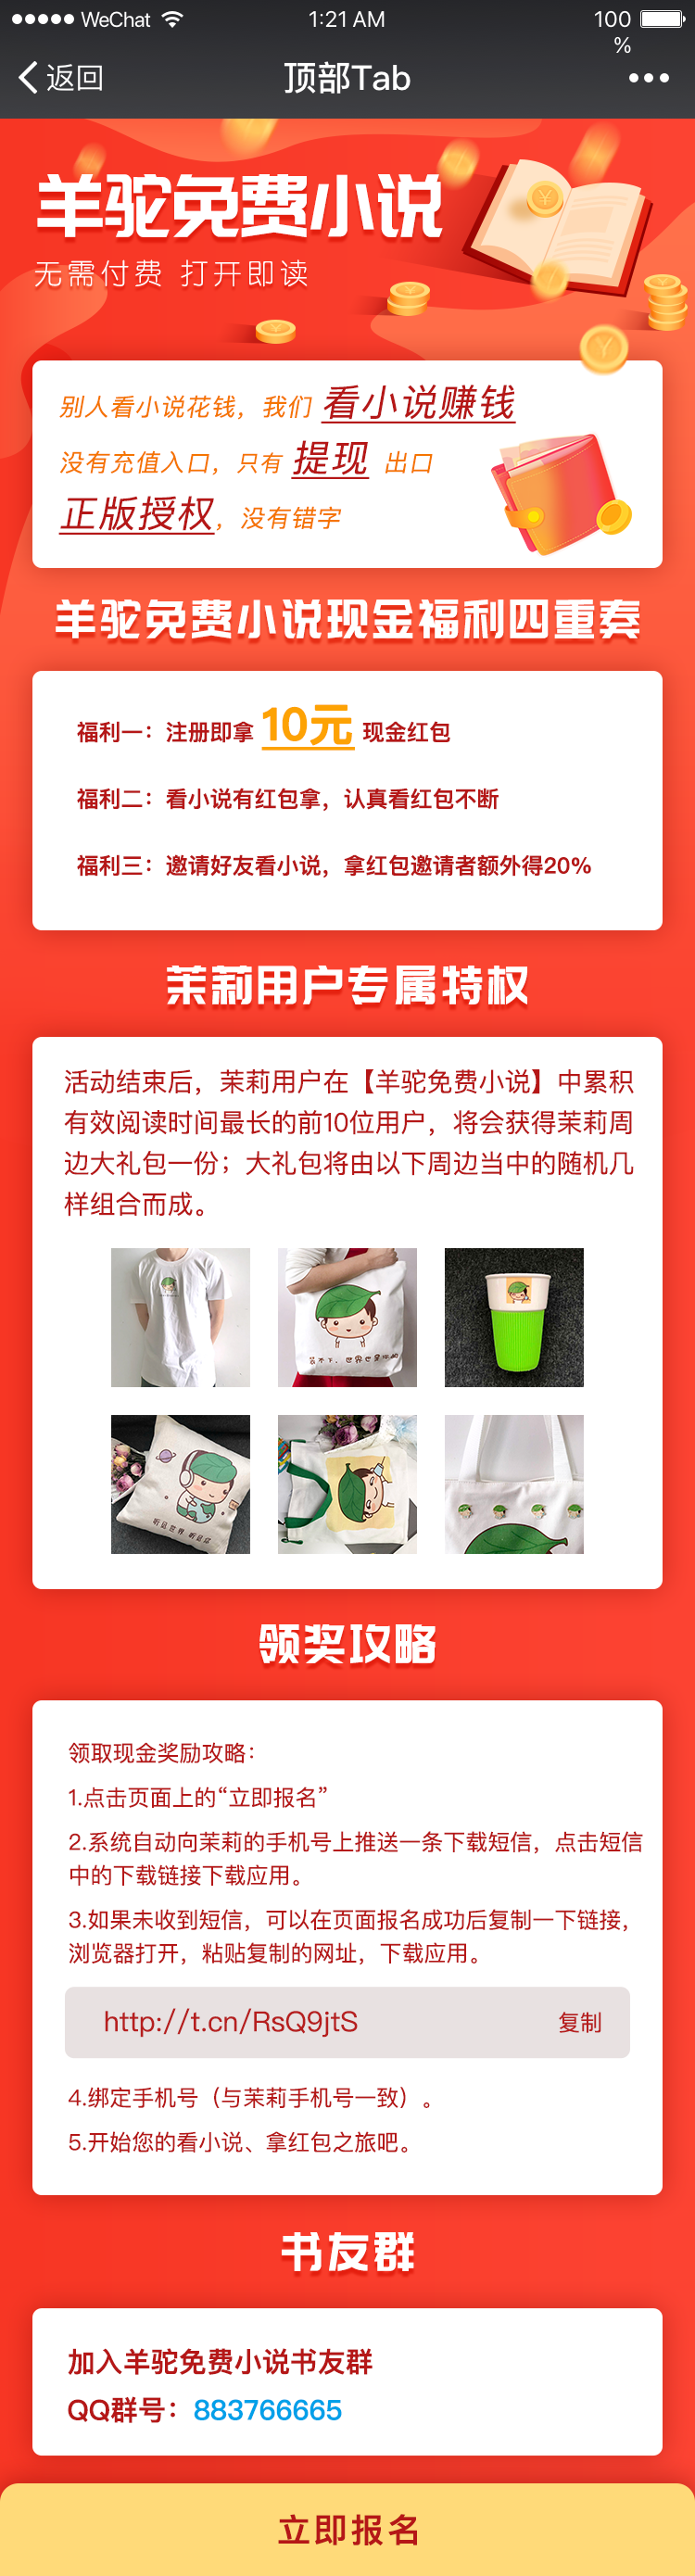 WeChat
1:21 AM
100
%
返回
顶部Tab
羊驼免费小说
无需付费 打开即读
别人看小说花钱，我们 看小说赚钱
没有充值入口，只有 提现 出口
正版授权，没有错字
羊驼免费小说现金福利四重奏
福利一：注册即拿 10元 现金红包
福利二：看小说有红包拿，认真看红包不断
福利三：邀请好友看小说，拿红包邀请者额外得20%
茉莉用户专属特权
活动结束后，茉莉用户在【羊驼免费小说】中累积
有效阅读时间最长的前10位用户，将会获得茉莉周
边大礼包一份；大礼包将由以下周边当中的随机几
样组合而成。
领奖攻略
领取现金奖励攻略：
1.点击页面上的“立即报名”
2.系统自动向茉莉的手机号上推送一条下载短信，点击短信
中的下载链接下载应用。
3.如果未收到短信，可以在页面报名成功后复制一下链接，
浏览器打开，粘贴复制的网址，下载应用。
http://t.cn/RsQ9jtS
复制
4.绑定手机号（与茉莉手机号一致）。
5.开始您的看小说、拿红包之旅吧。
书友群
加入羊驼免费小说书友群
QQ群号：883766665
立即报名